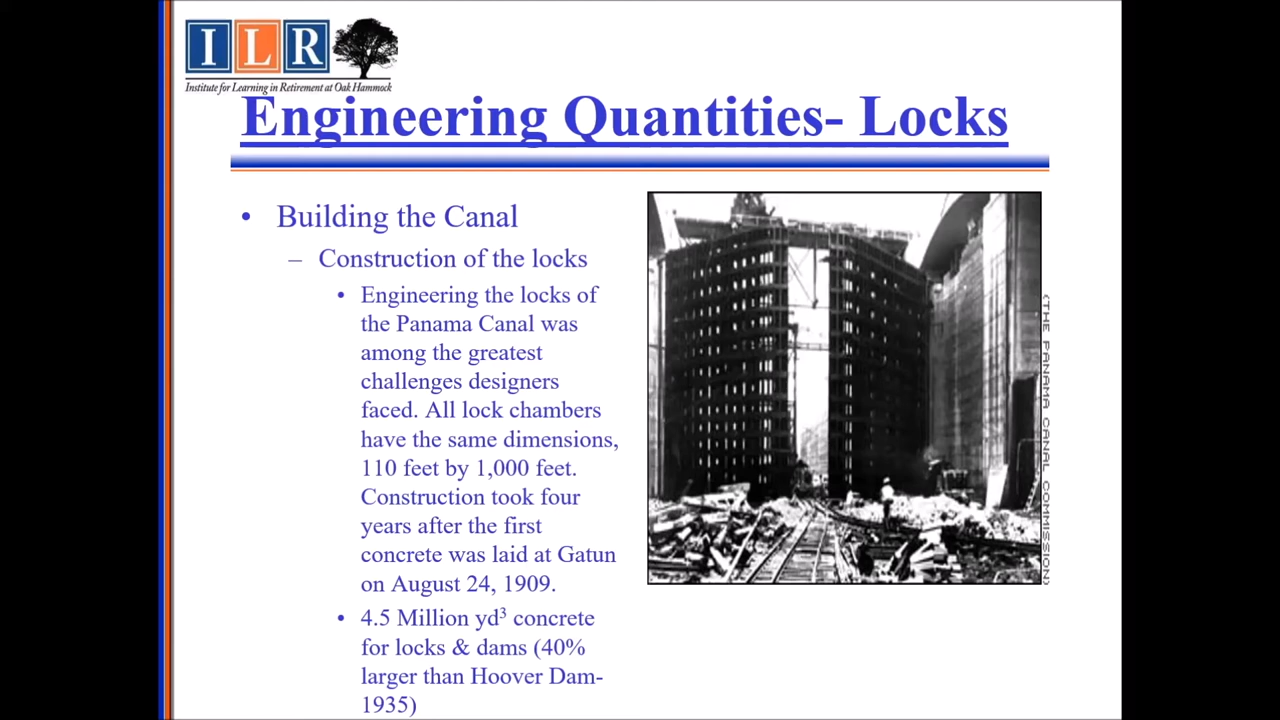 ILR
Institute for Learning in Retirement at Oak Hammock
Engineering Quantities- Locks
• Building the Canal
– Construction of the locks
• Engineering the locks of
the Panama Canal was
among the greatest
challenges designers
faced. All lock chambers
have the same dimensions,
110 feet by 1,000 feet.
Construction took four
years after the first
concrete was laid at Gatun
on August 24, 1909.
• 4.5 Million yd³ concrete
for locks & dams (40%
larger than Hoover Dam-
1935)
(THE PANAMA CANAL COMMISSION)